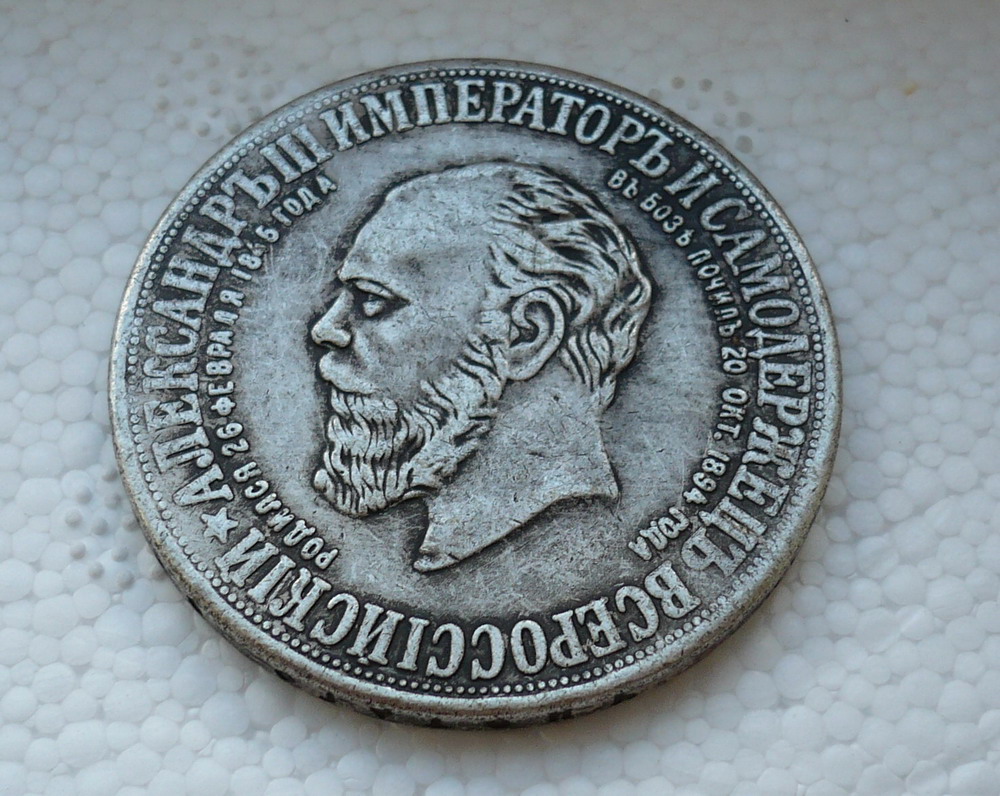 АЛЕКСАНДРЪ III ИМПЕРАТОРЪ И САМОДЕРЖЕЦЪ ВСЕРОССІЙСКІЙ ★
РОДИЛСЯ 26 ФЕВРАЛЯ 1845 ГОДА
ВЪ БОЗѢ ПОЧИЛЪ 20 ОКТ. 1894 ГОДА